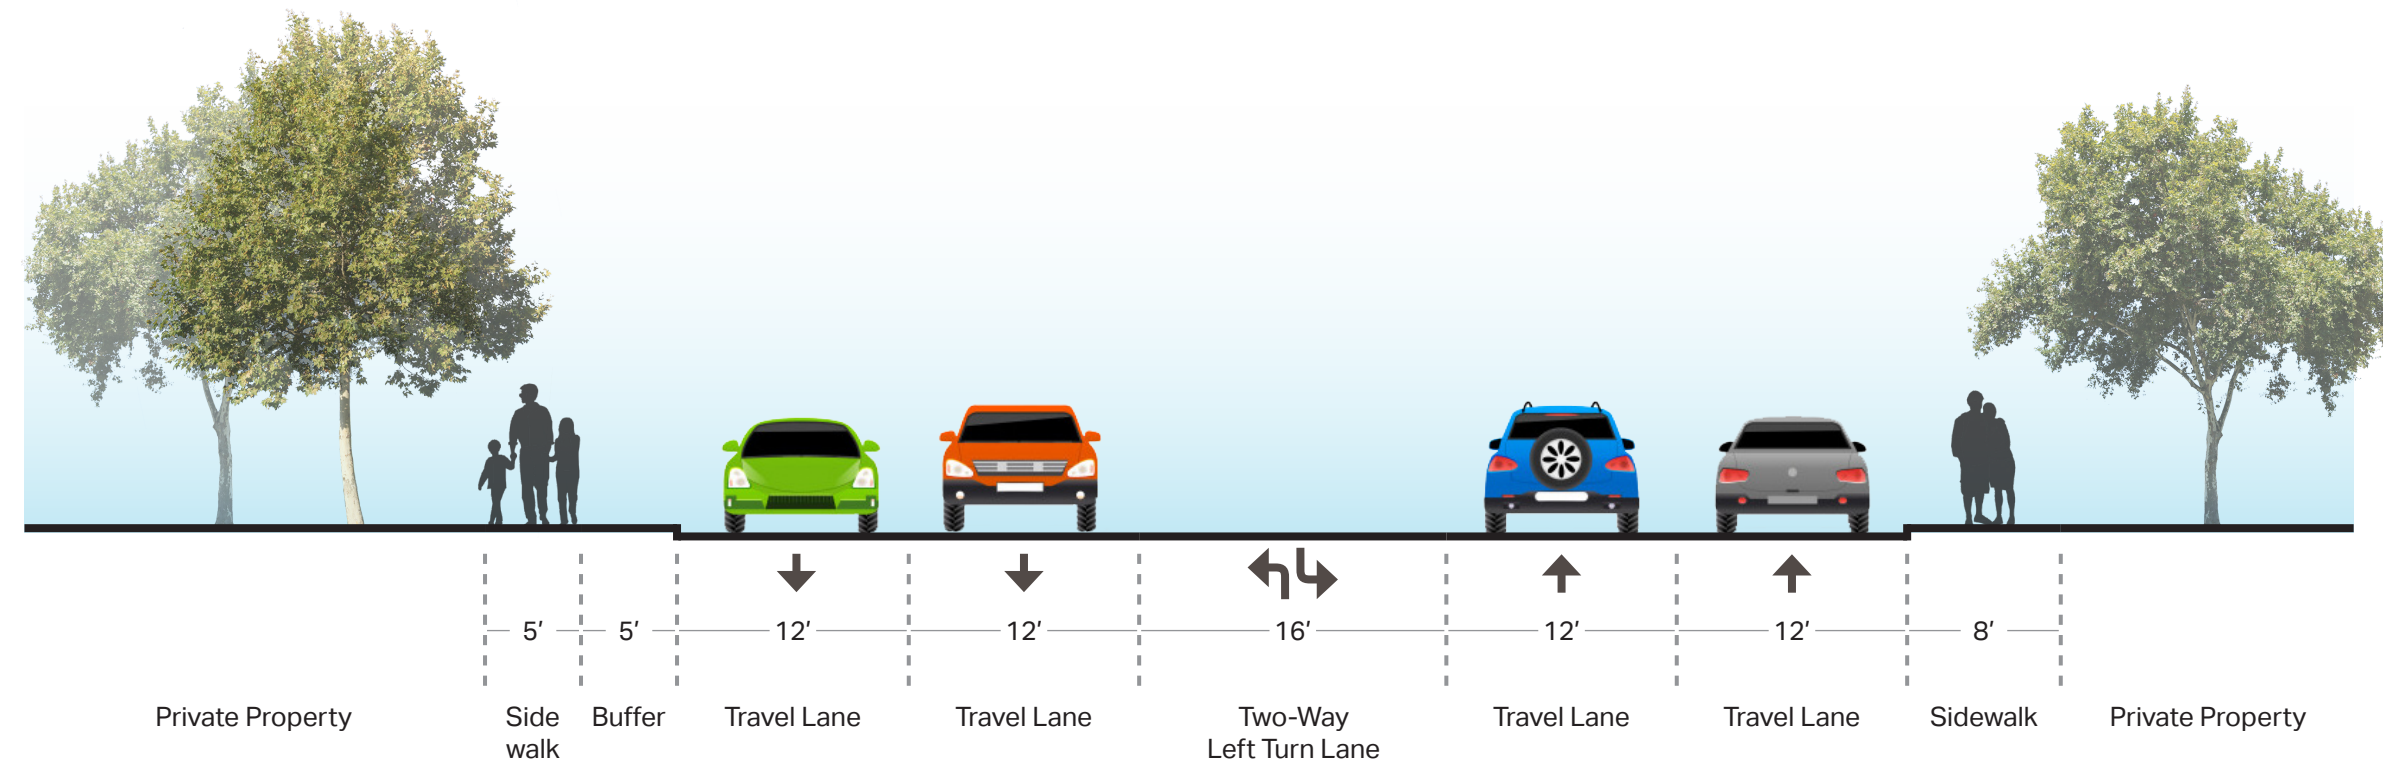 5’ 5’ 12’ 12’ 16’ 12’ 12’ 8’
Private Property Side Buffer Travel Lane Travel Lane Two-Way Travel Lane Travel Lane Sidewalk Private Property
walk Left Turn Lane